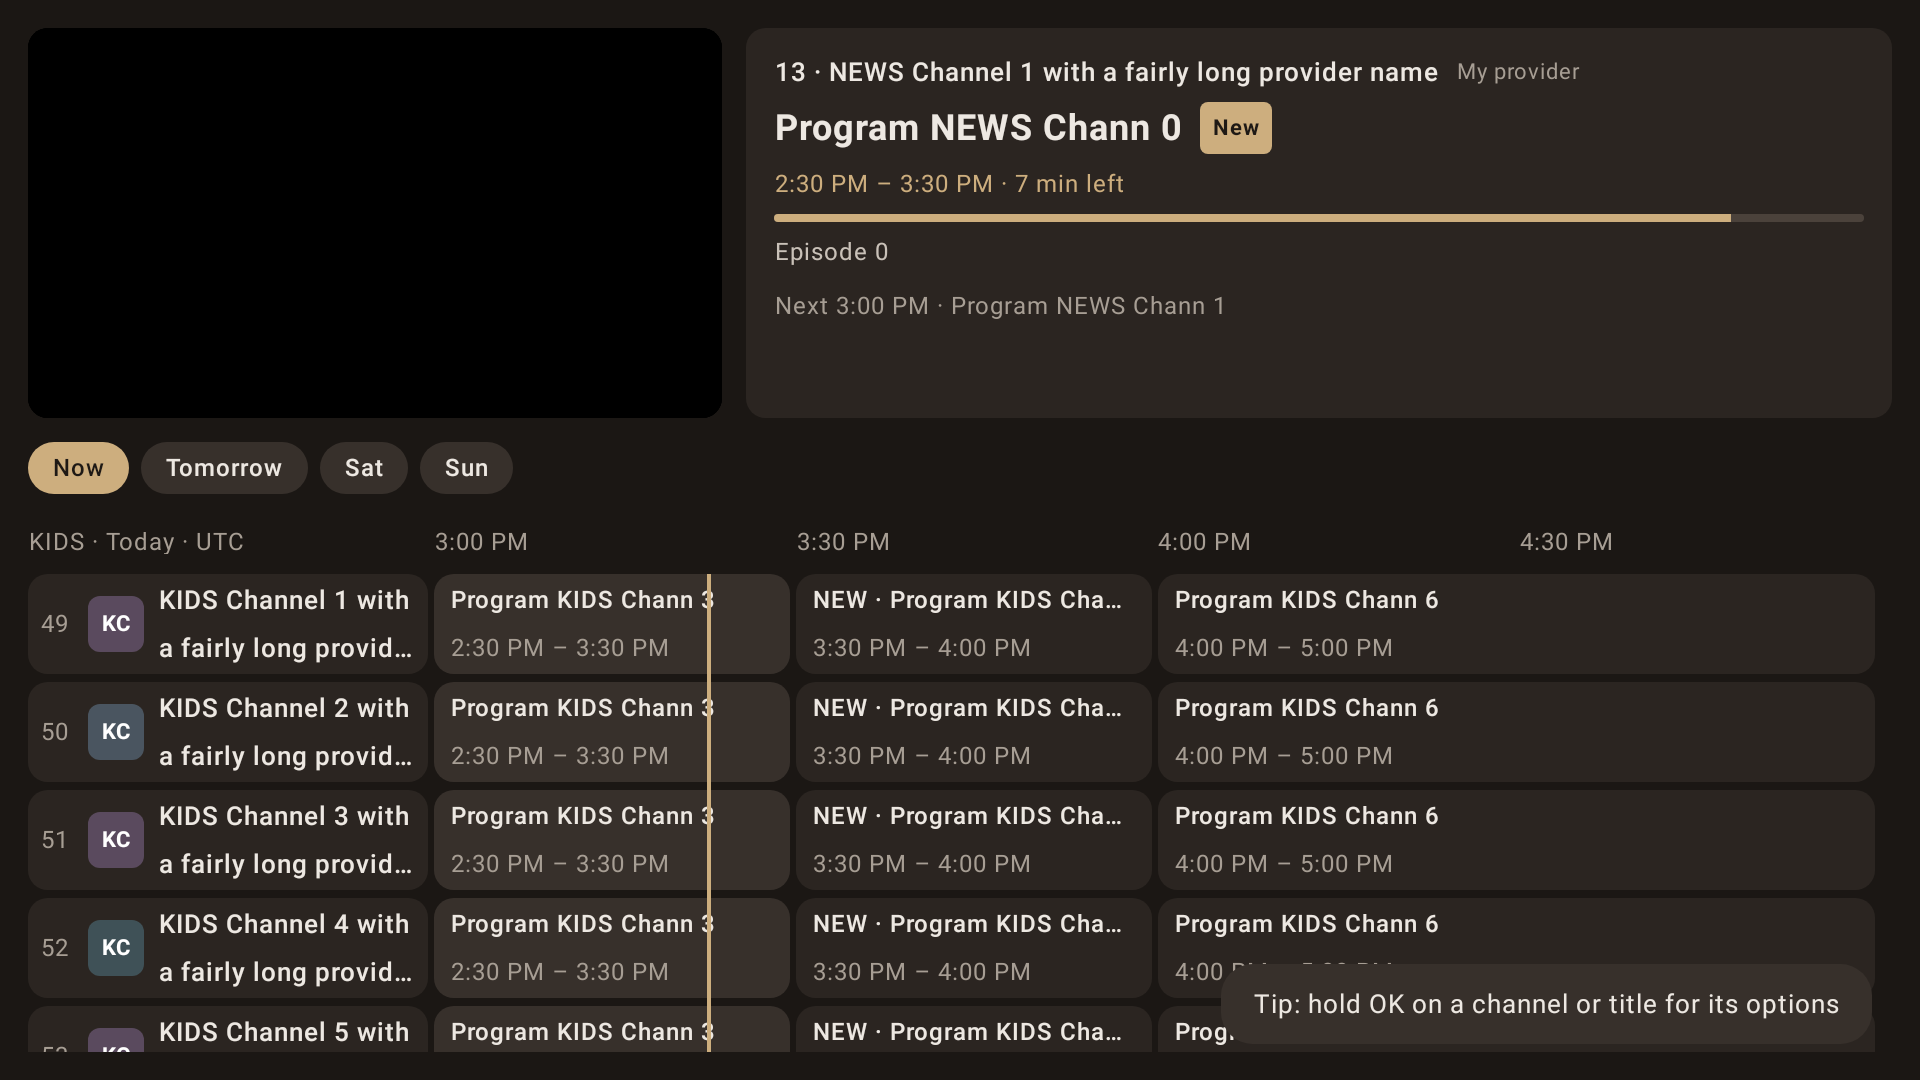 13 · NEWS Channel 1 with a fairly long provider name My provider
Program NEWS Chann 0 New
2:30 PM – 3:30 PM · 7 min left
Episode 0
Next 3:00 PM · Program NEWS Chann 1
Now Tomorrow Sat Sun
KIDS · Today · UTC 3:00 PM 3:30 PM 4:00 PM 4:30 PM
49 KC KIDS Channel 1 with
a fairly long provid…
Program KIDS Chann 3
2:30 PM – 3:30 PM
NEW · Program KIDS Cha…
3:30 PM – 4:00 PM
Program KIDS Chann 6
4:00 PM – 5:00 PM
50 KC KIDS Channel 2 with
a fairly long provid…
Program KIDS Chann 3
2:30 PM – 3:30 PM
NEW · Program KIDS Cha…
3:30 PM – 4:00 PM
Program KIDS Chann 6
4:00 PM – 5:00 PM
51 KC KIDS Channel 3 with
a fairly long provid…
Program KIDS Chann 3
2:30 PM – 3:30 PM
NEW · Program KIDS Cha…
3:30 PM – 4:00 PM
Program KIDS Chann 6
4:00 PM – 5:00 PM
52 KC KIDS Channel 4 with
a fairly long provid…
Program KIDS Chann 3
2:30 PM – 3:30 PM
NEW · Program KIDS Cha…
3:30 PM – 4:00 PM
Program KIDS Chann 6
4:00
KIDS Channel 5 with
Program KIDS Chann 3
NEW · Program KIDS Cha…
Tip: hold OK on a channel or title for its options